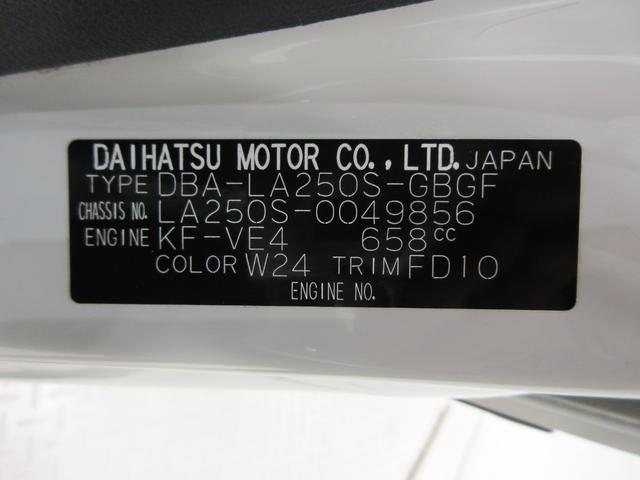 DAIHATSU MOTOR CO., LTD. JAPAN
TYPE DBA-LA250S-GBGF
CHASSIS NO. LA250S-0049856
ENGINE KF-VE4 658cc
COLOR W24 TRIM FD10
ENGINE NO.